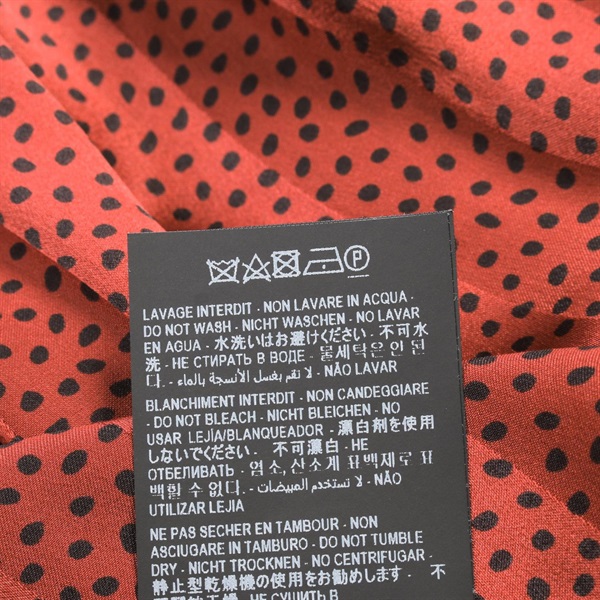 P
LAVAGE INTERDIT - NON LAVARE IN ACQUA -
DO NOT WASH - NICHT WASCHEN - NO LAVAR
EN AGUA - 水洗いはお避けください - 不可水
洗 - НЕ СТИРАТЬ В ВОДЕ - 물세탁은 안 된
다. - لا تقم بغسل الأنسجة بالماء - NÃO LAVAR
BLANCHIMENT INTERDIT - NON CANDEGGIARE
- DO NOT BLEACH - NICHT BLEICHEN - NO
USAR LEJÍA/BLANQUEADOR - 漂白剤を使用
しないでください - 不可漂白 - НЕ
ОТБЕЛИВАТЬ - 염소, 산소계 표백제로 표
백할 수 없다. - لا تستخدم المبيضات - NÃO
UTILIZAR LEJIA
NE PAS SECHER EN TAMBOUR - NON
ASCIUGARE IN TAMBURO - DO NOT TUMBLE
DRY - NICHT TROCKNEN - NO CENTRIFUGAR -
静止型乾燥機の使用をお勧めします - 不
НЕ СУШИТЬ В